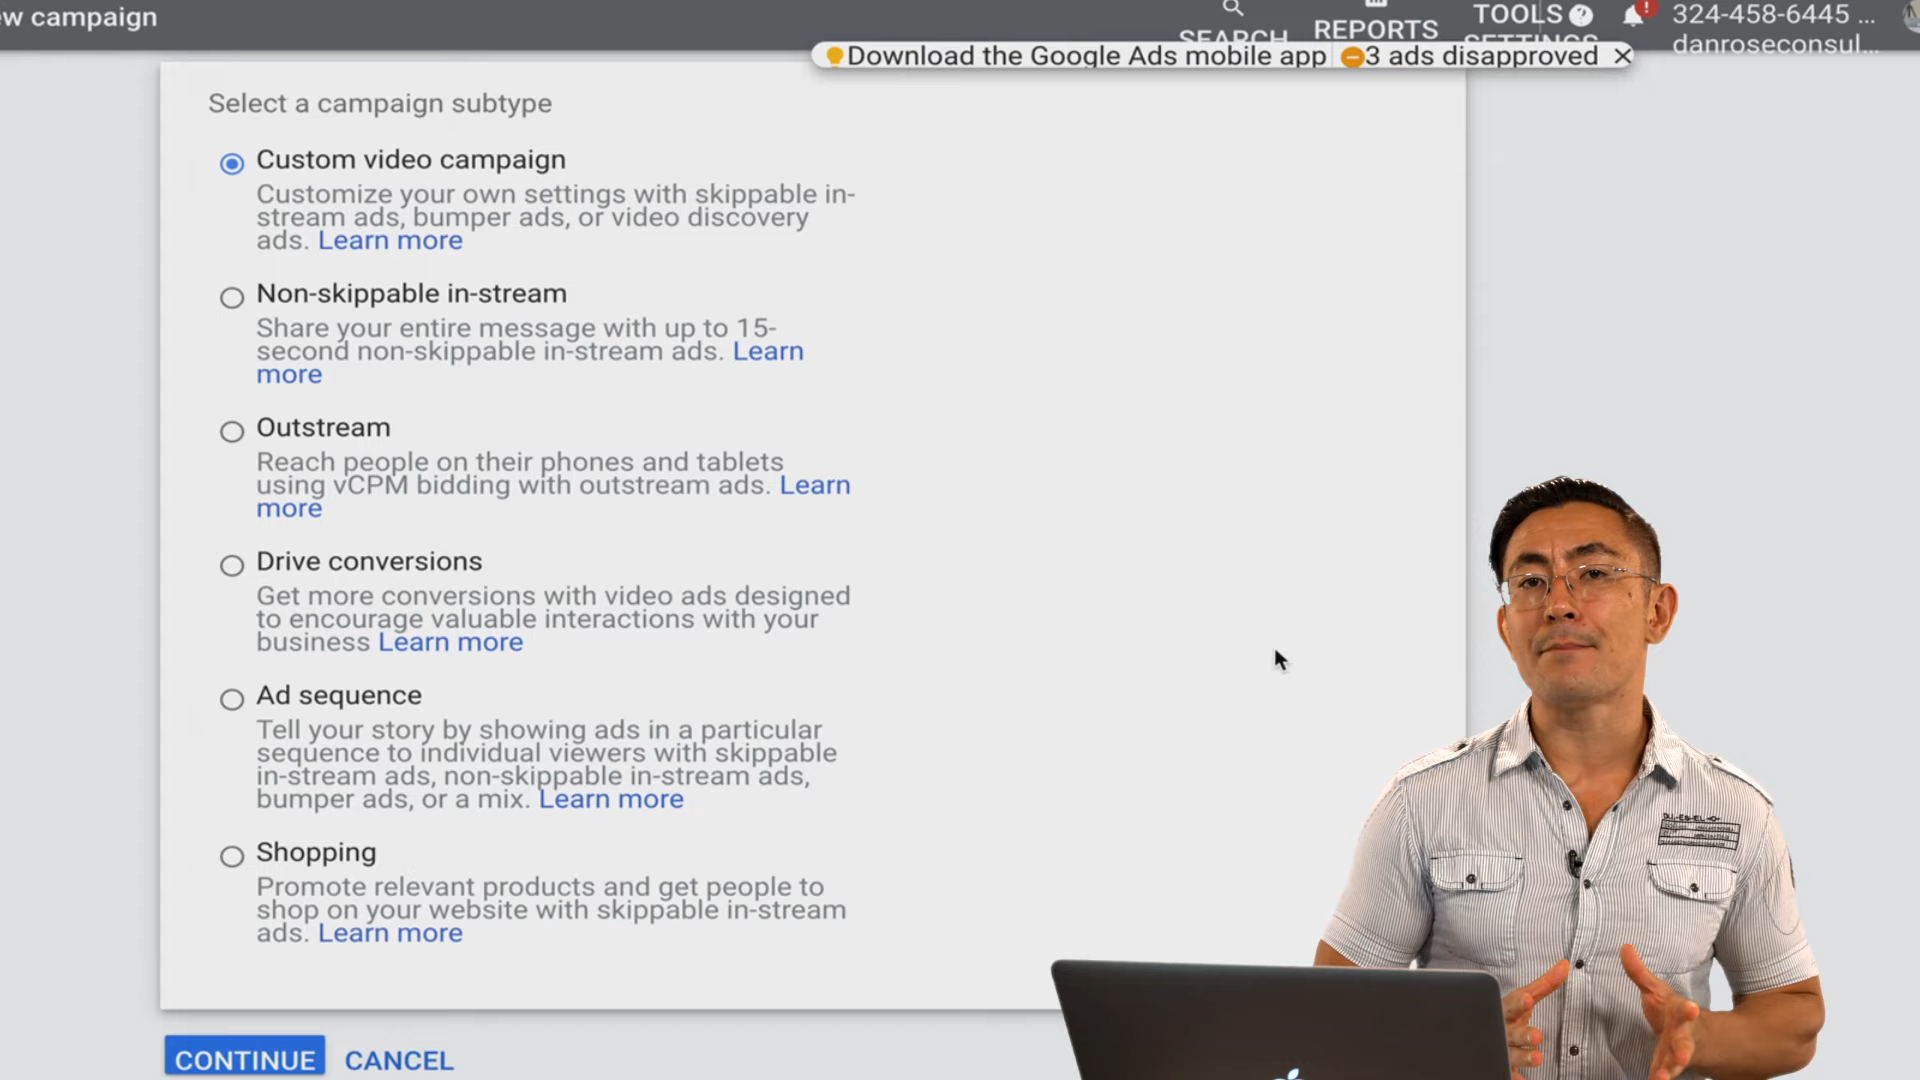 ew campaign
SEARCH
REPORTS
TOOLS
SETTINGS
324-458-6445 ...
danroseconsul...
Download the Google Ads mobile app
3 ads disapproved
Select a campaign subtype
Custom video campaign
Customize your own settings with skippable in-
stream ads, bumper ads, or video discovery
ads. Learn more
Non-skippable in-stream
Share your entire message with up to 15-
second non-skippable in-stream ads. Learn
more
Outstream
Reach people on their phones and tablets
using vCPM bidding with outstream ads. Learn
more
Drive conversions
Get more conversions with video ads designed
to encourage valuable interactions with your
business Learn more
Ad sequence
Tell your story by showing ads in a particular
sequence to individual viewers with skippable
in-stream ads, non-skippable in-stream ads,
bumper ads, or a mix. Learn more
Shopping
Promote relevant products and get people to
shop on your website with skippable in-stream
ads. Learn more
CONTINUE CANCEL